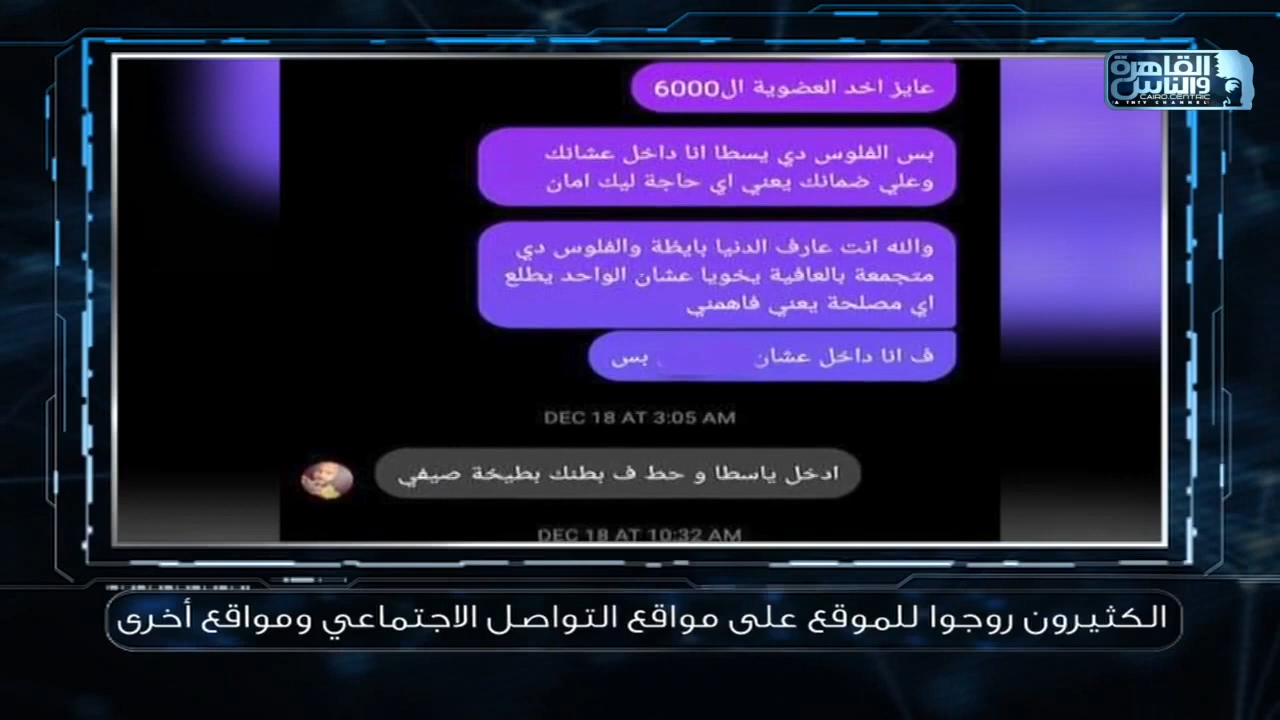 القاهرة
والناس
CAIRO.CENTRIC
A TNTV CHANNEL
عايز اخد العضوية ال6000
بس الفلوس دي يسطا انا داخل عشانك
وعلي ضمانك يعني اي حاجة ليك امان
والله انت عارف الدنيا بايظة والفلوس دي
متجمعة بالعافية يخويا عشان الواحد يطلع
اي مصلحة يعني فاهمني
ف انا داخل عشان بس
DEC 18 AT 3:05 AM
ادخل ياسطا و حط ف بطنك بطيخة صيفي
DEC 18 AT 10:32 AM
الكثيرون روجوا للموقع على مواقع التواصل الاجتماعي ومواقع أخرى